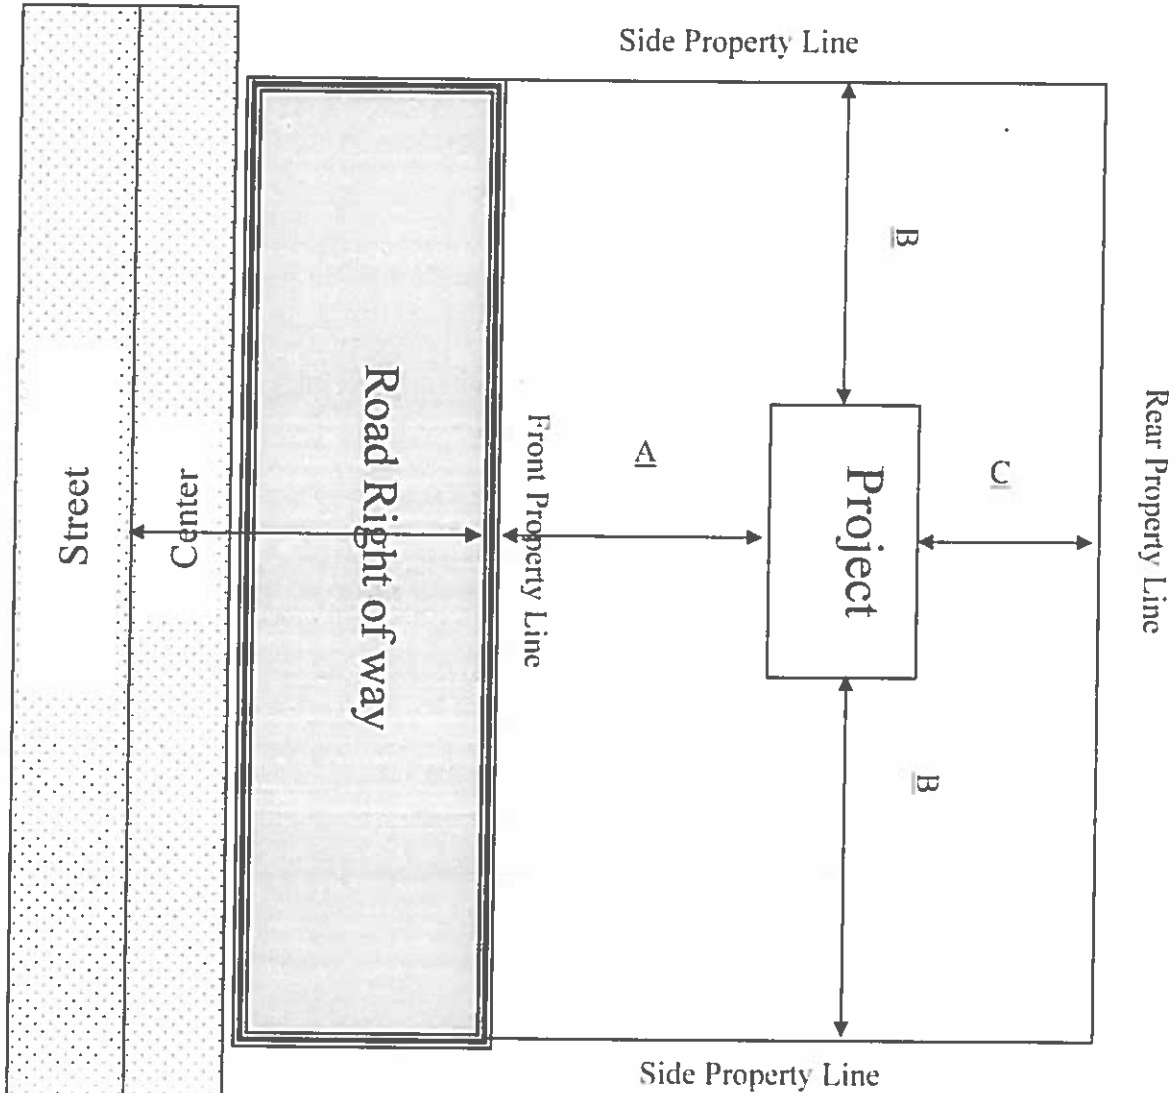 Side Property Line
B
Rear Property Line
Road Right of way
Front Property Line
A
C
Project
Street
Center
B
Side Property Line